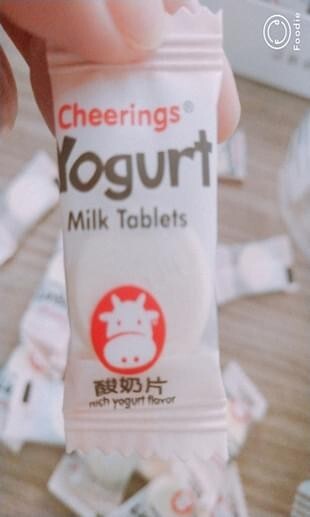 Foodie
Cheerings®
Yogurt
Milk Tablets
酸奶片
rich yogurt flavor